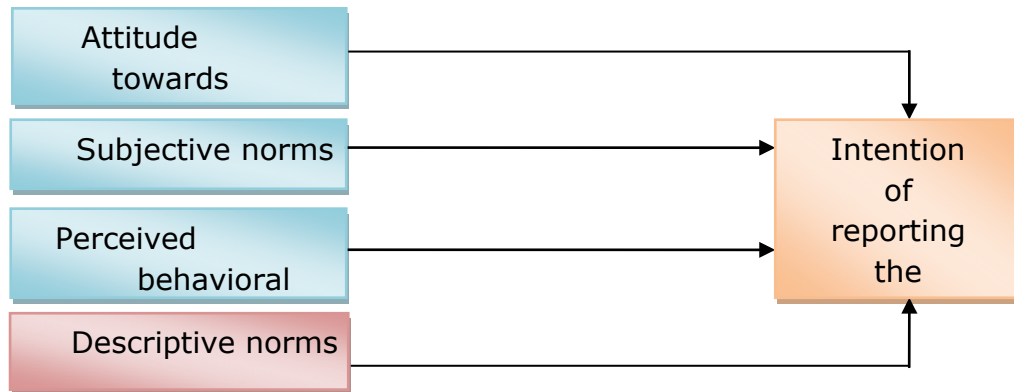 Attitude
towards
Subjective norms
Perceived
behavioral
Descriptive norms
Intention
of
reporting
the